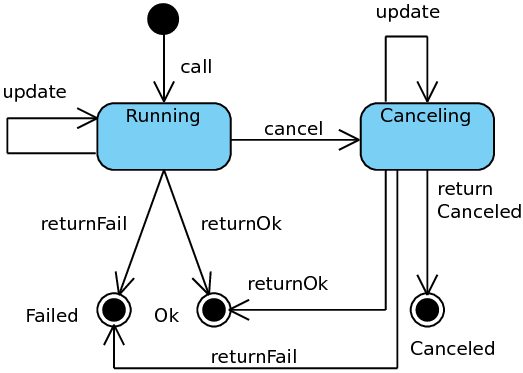 update
call
update
Running
Canceling
cancel
returnFail
returnOk
return
Canceled
returnOk
Failed
Ok
Canceled
returnFail